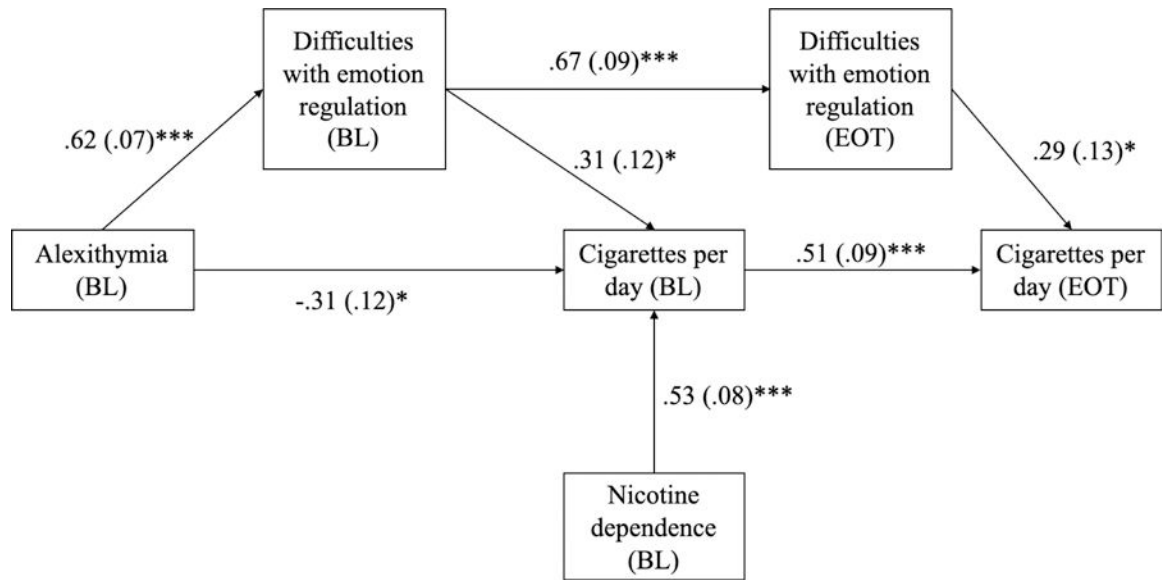 Difficulties
with emotion
regulation
(BL)
.67 (.09)***
Difficulties
with emotion
regulation
(EOT)
.62 (.07)***
.31 (.12)*
.29 (.13)*
Alexithymia
(BL)
-.31 (.12)*
Cigarettes per
day (BL)
.51 (.09)***
Cigarettes per
day (EOT)
.53 (.08)***
Nicotine
dependence
(BL)